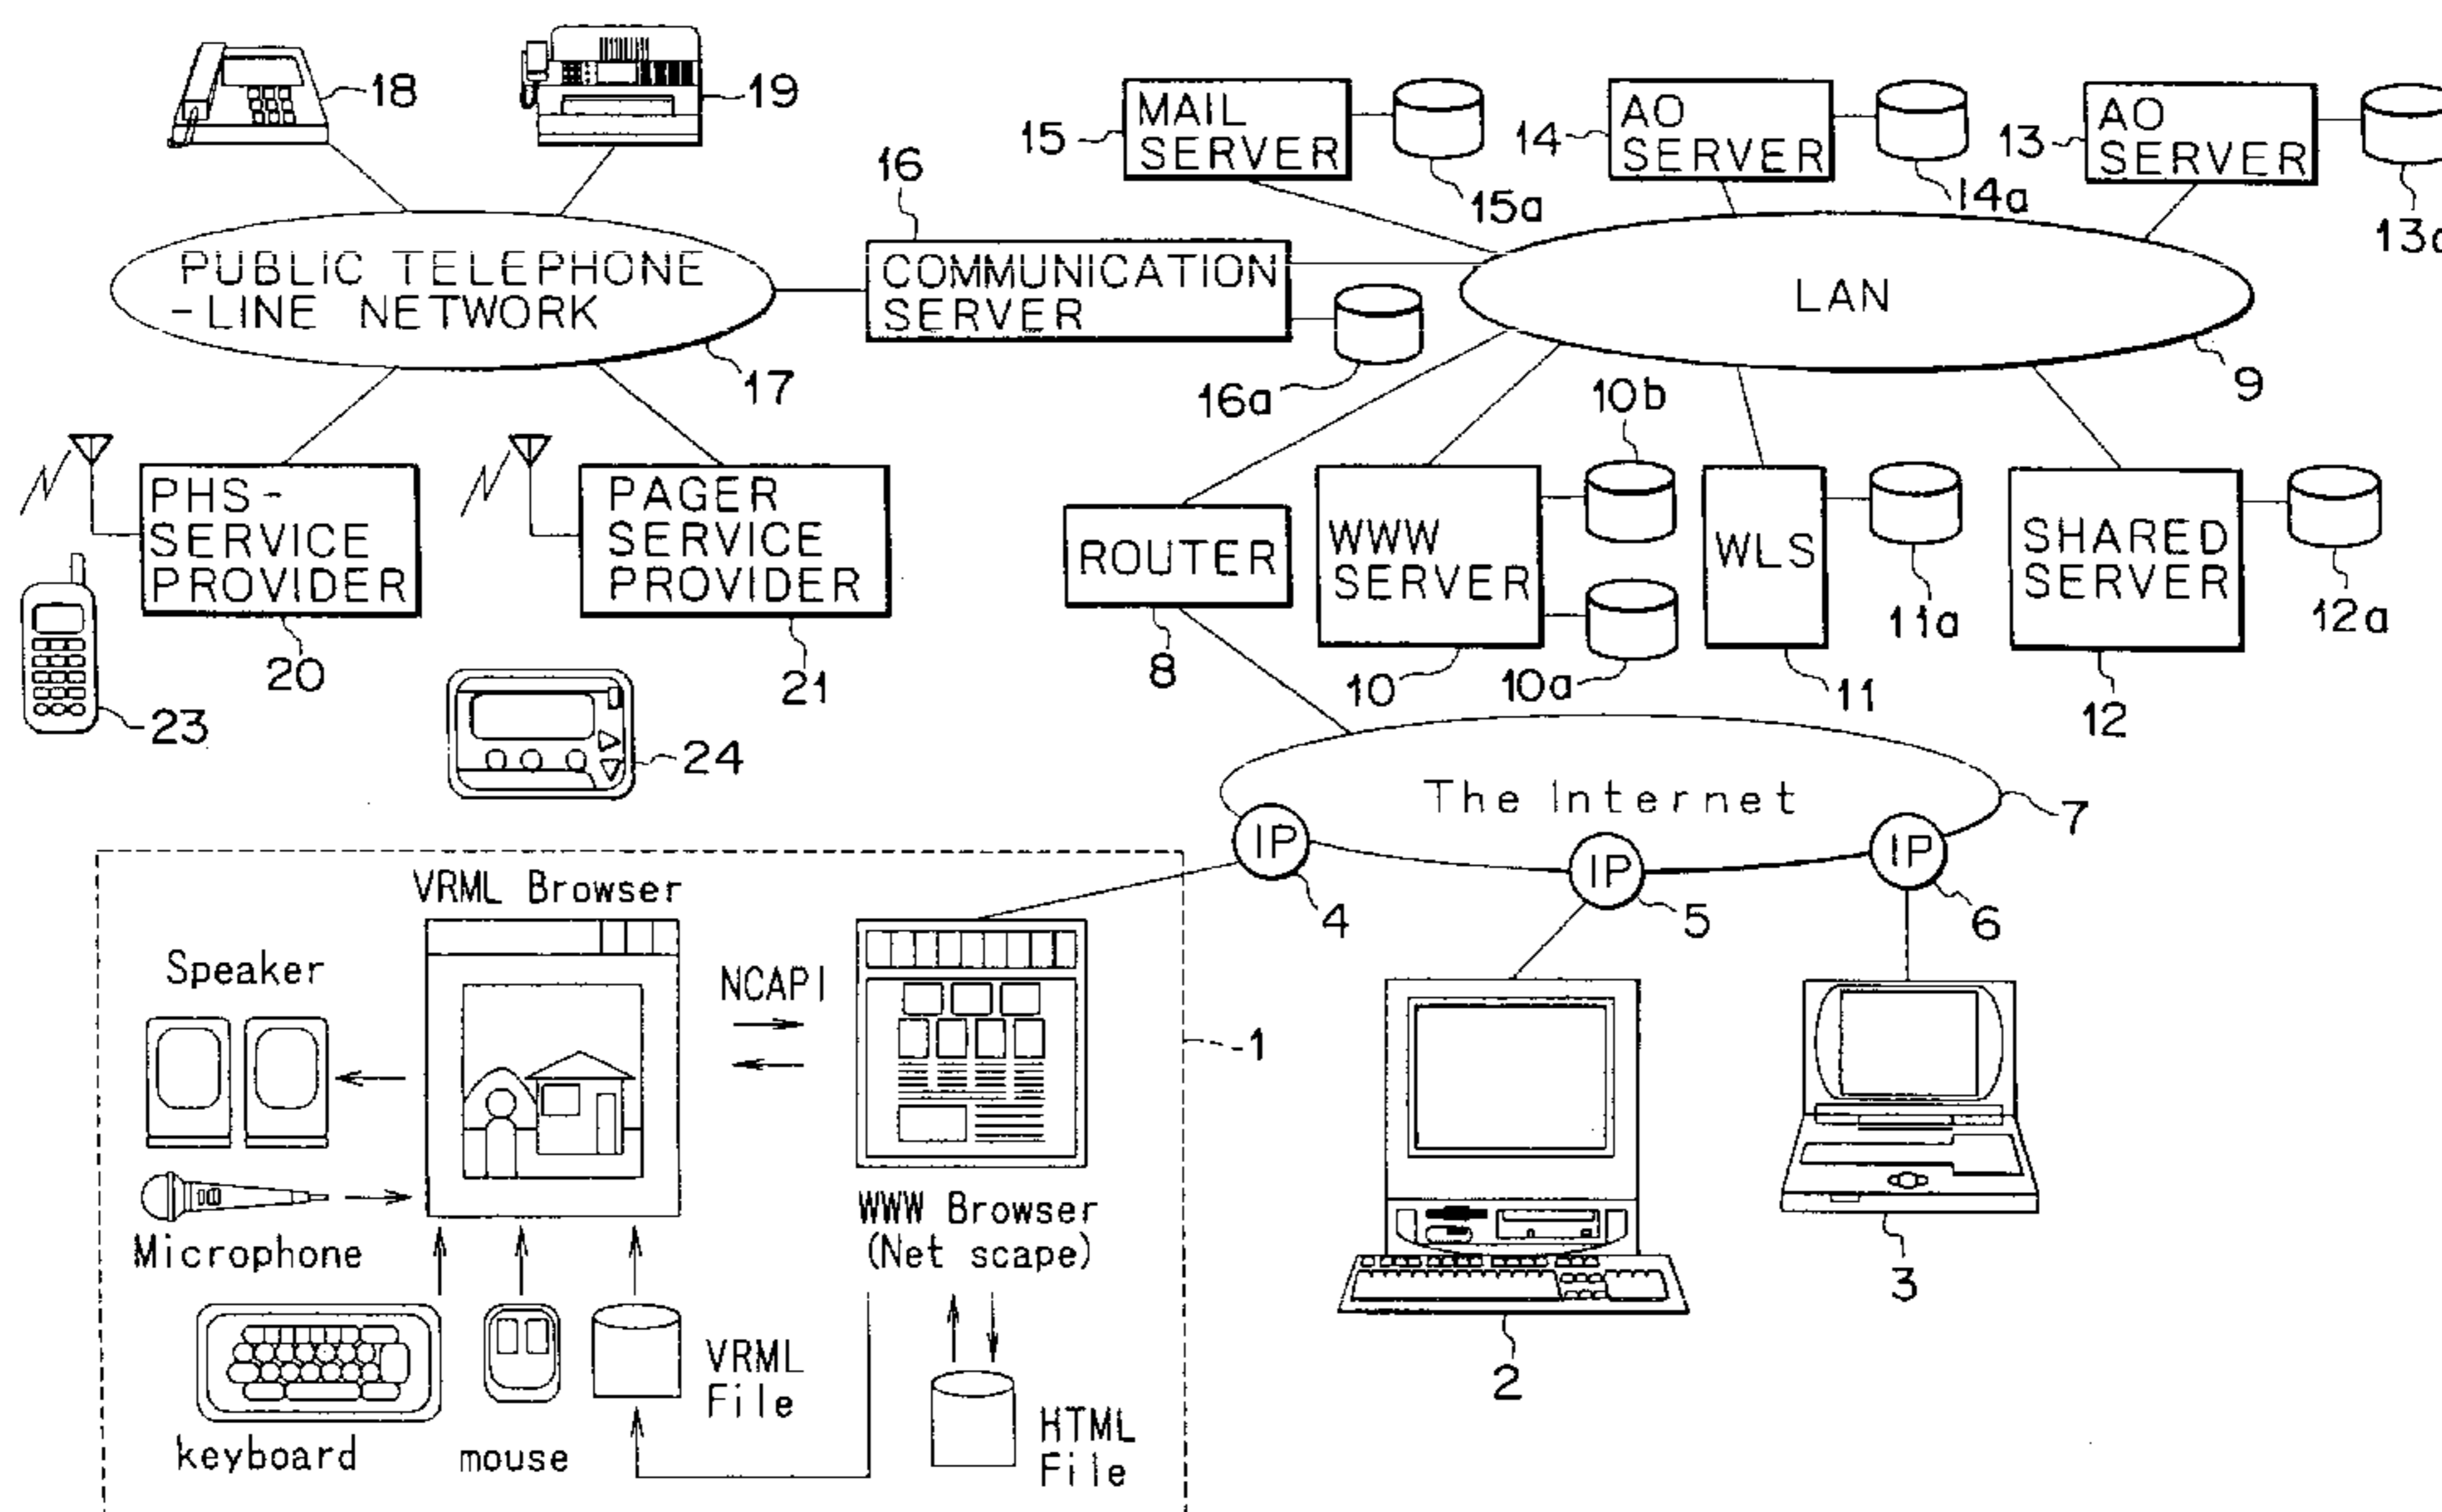 18
19
MAIL
SERVER
15
15a
AO
SERVER
14
14a
AO
SERVER
13
13a
16
PUBLIC TELEPHONE
-LINE NETWORK
17
COMMUNICATION
SERVER
16a
LAN
9
PHS-
SERVICE
PROVIDER
20
23
PAGER
SERVICE
PROVIDER
21
24
ROUTER
8
WWW
SERVER
10
10b
10a
WLS
11
11a
SHARED
SERVER
12
12a
The Internet
7
IP
4
IP
5
IP
6
VRML Browser
Speaker
NCAPI
1
Microphone
WWW Browser
(Net scape)
keyboard
mouse
VRML
File
HTML
File
2
3